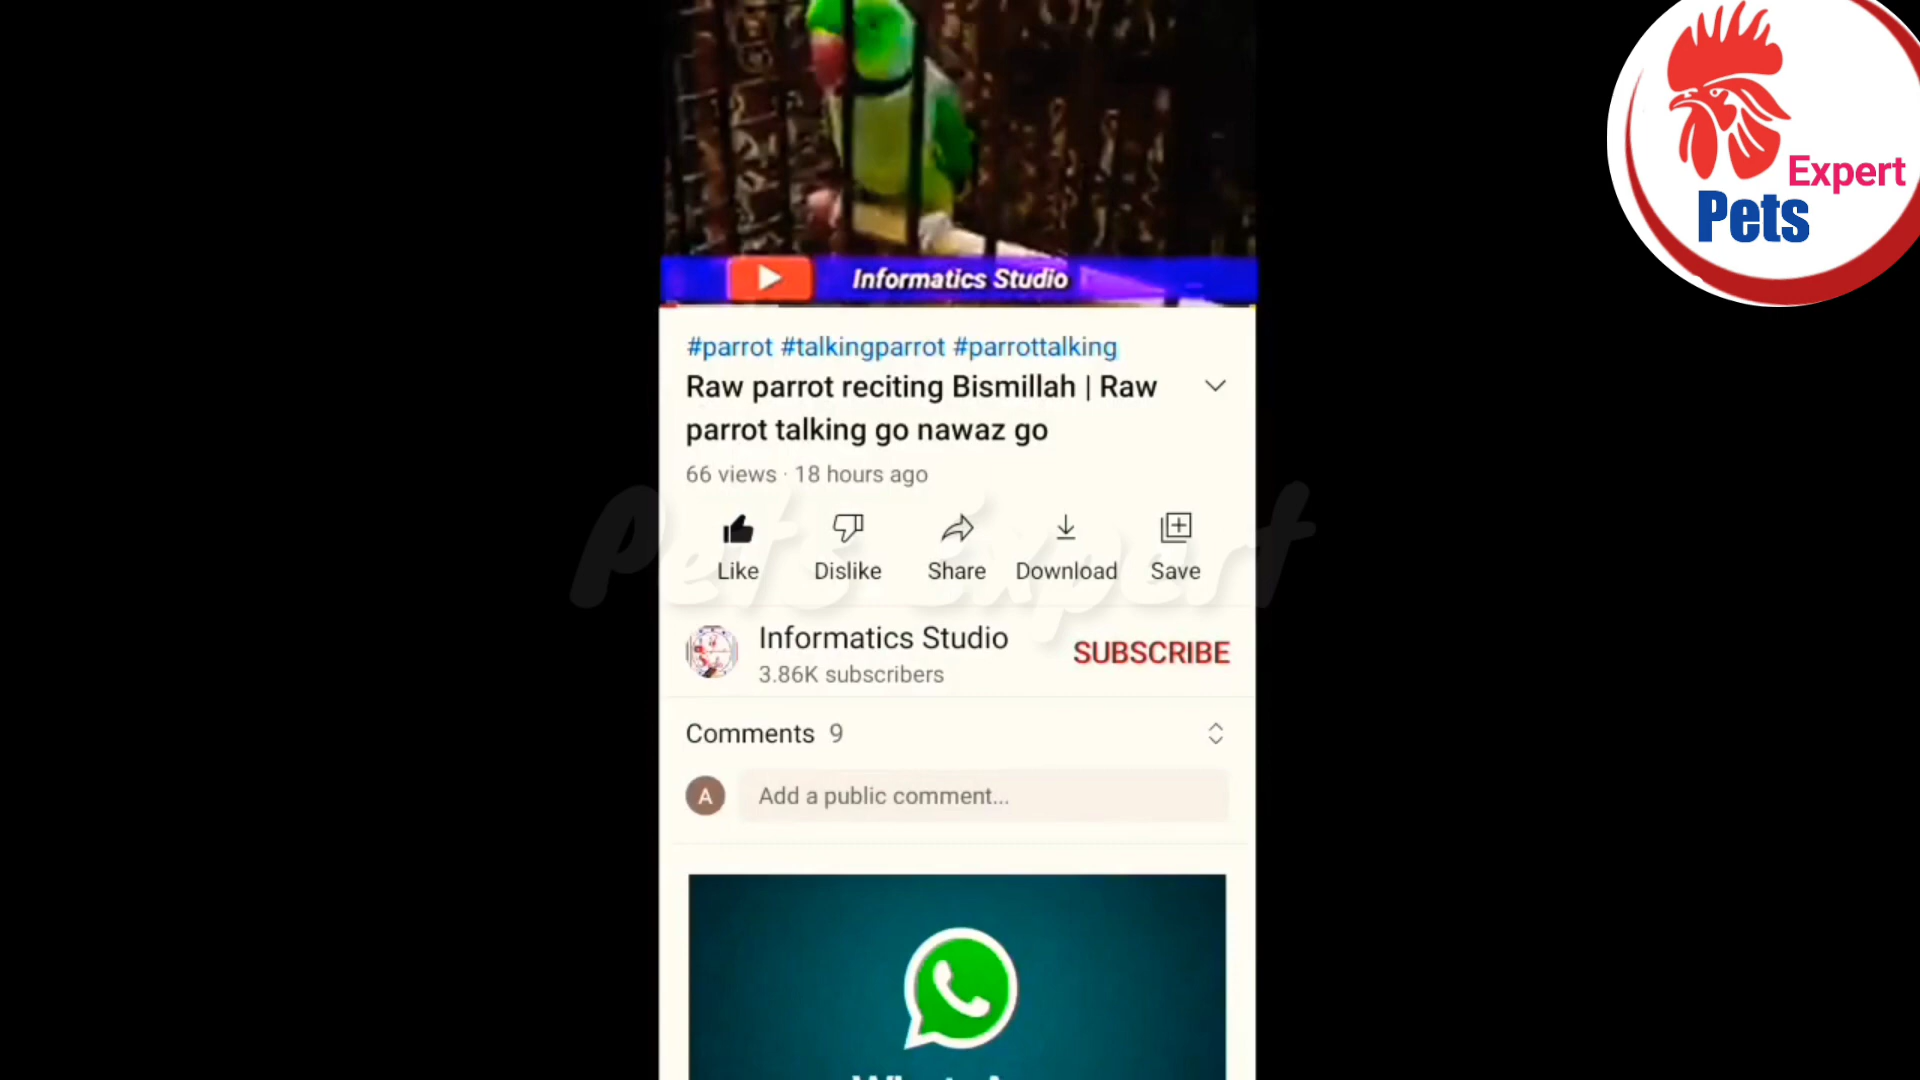 Expert
Pets
Informatics Studio
#parrot #talkingparrot #parrottalking
Raw parrot reciting Bismillah | Raw
parrot talking go nawaz go
66 views · 18 hours ago
Pets Expert
Like Dislike Share Download Save
Informatics Studio
3.86K subscribers
SUBSCRIBE
Comments 9
A
Add a public comment...